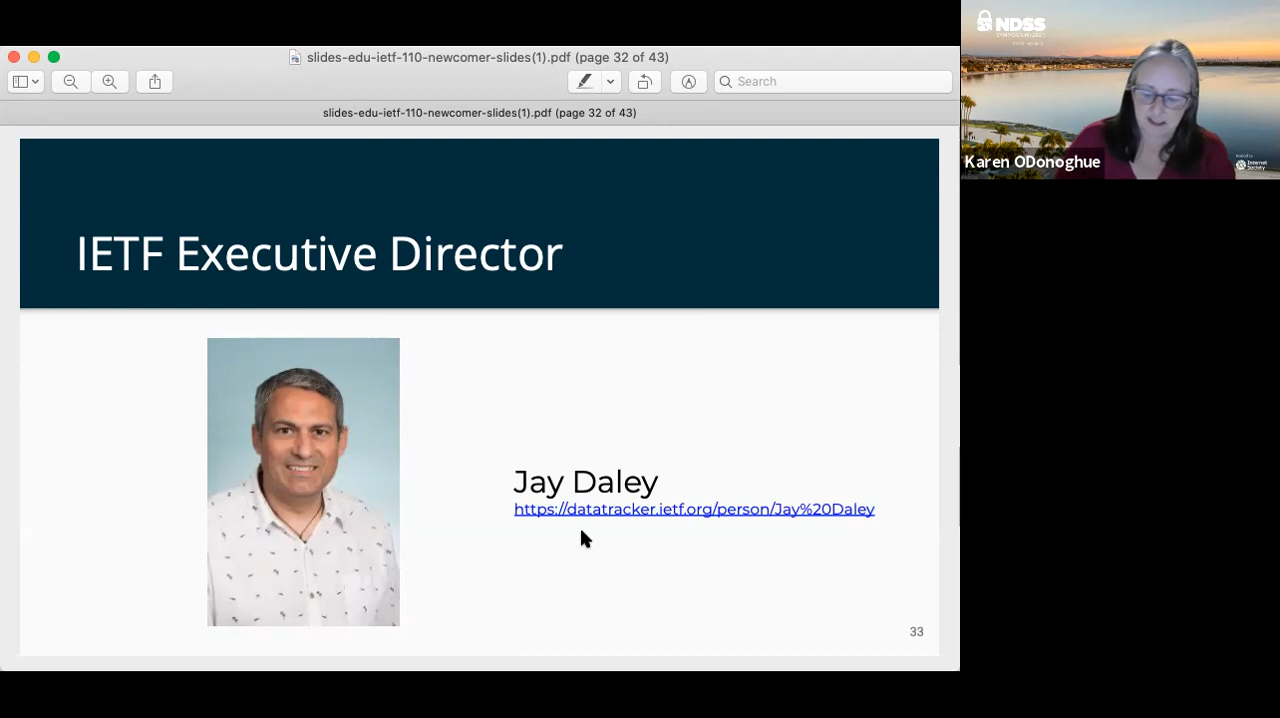 slides-edu-ietf-110-newcomer-slides(1).pdf (page 32 of 43)
Search
slides-edu-ietf-110-newcomer-slides(1).pdf (page 32 of 43)
IETF Executive Director
Jay Daley
https://datatracker.ietf.org/person/Jay%20Daley
33
NDSS
Karen ODonoghue
Internet
Society